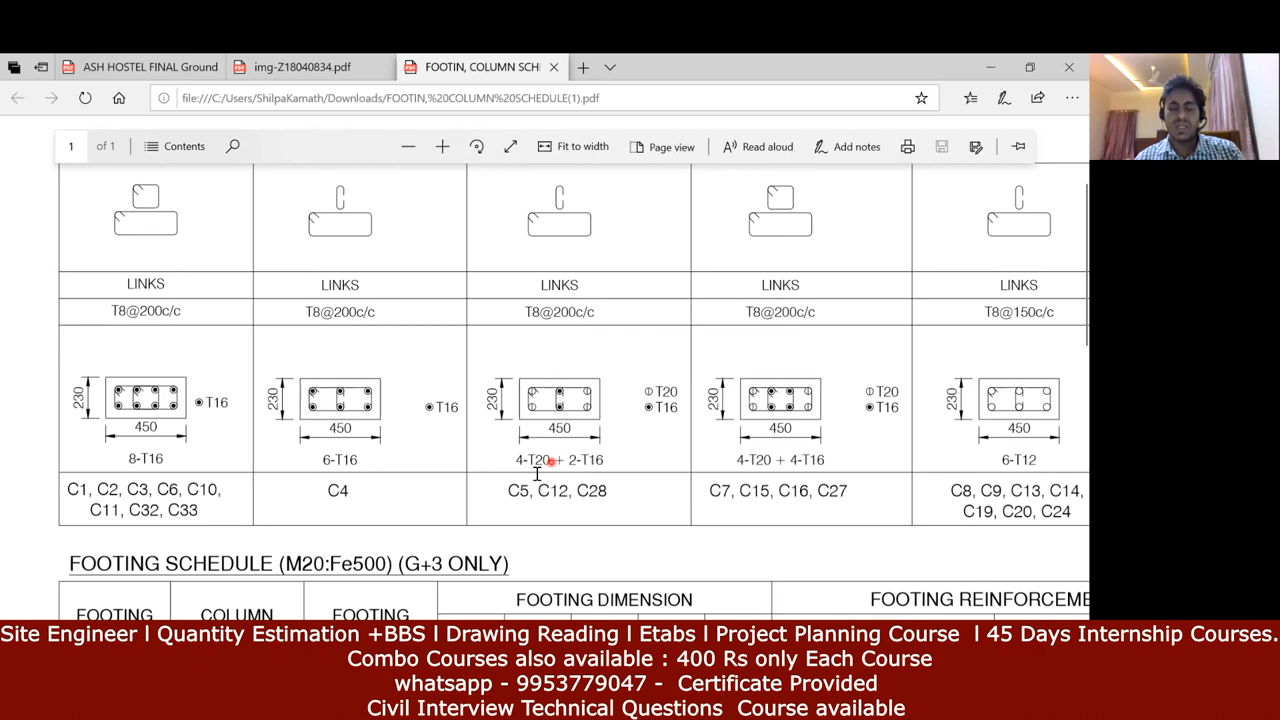 ASH HOSTEL FINAL Ground
img-Z18040834.pdf
FOOTIN, COLUMN SCH
file:///C:/Users/ShilpaKamath/Downloads/FOOTIN,%20COLUMN%20SCHEDULE(1).pdf
1 of 1 Contents Fit to width Page view Read aloud Add notes
LINKS LINKS LINKS LINKS LINKS
T8@200c/c T8@200c/c T8@200c/c T8@200c/c T8@150c/c
230 T16 230 T16 230 T20 T16 230 T20 T16 230
450 450 450 450 450
8-T16 6-T16 4-T20 + 2-T16 4-T20 + 4-T16 6-T12
C1, C2, C3, C6, C10, C4 C5, C12, C28 C7, C15, C16, C27 C8, C9, C13, C14,
C11, C32, C33 C19, C20, C24
FOOTING SCHEDULE (M20:Fe500) (G+3 ONLY)
FOOTING DIMENSION FOOTING REINFORCEME
FOOTING COLUMN FOOTING
Site Engineer l Quantity Estimation +BBS l Drawing Reading l Etabs l Project Planning Course l 45 Days Internship Courses.
Combo Courses also available : 400 Rs only Each Course
whatsapp - 9953779047 - Certificate Provided
Civil Interview Technical Questions Course available